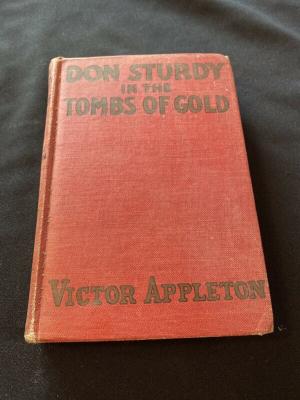 DON STURDY
IN THE
TOMBS OF GOLD
VICTOR APPLETON